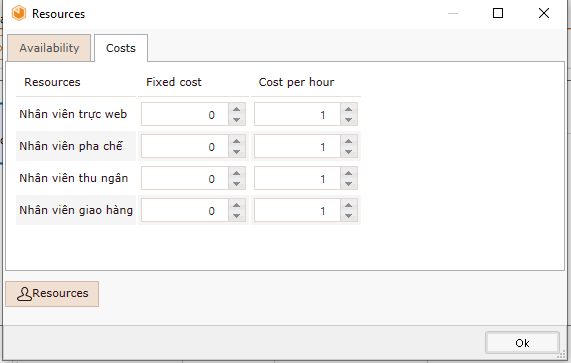 Resources
Availability Costs
Resources Fixed cost Cost per hour
Nhân viên trực web 0 1
Nhân viên pha chế 0 1
Nhân viên thu ngân 0 1
Nhân viên giao hàng 0 1
Resources
Ok